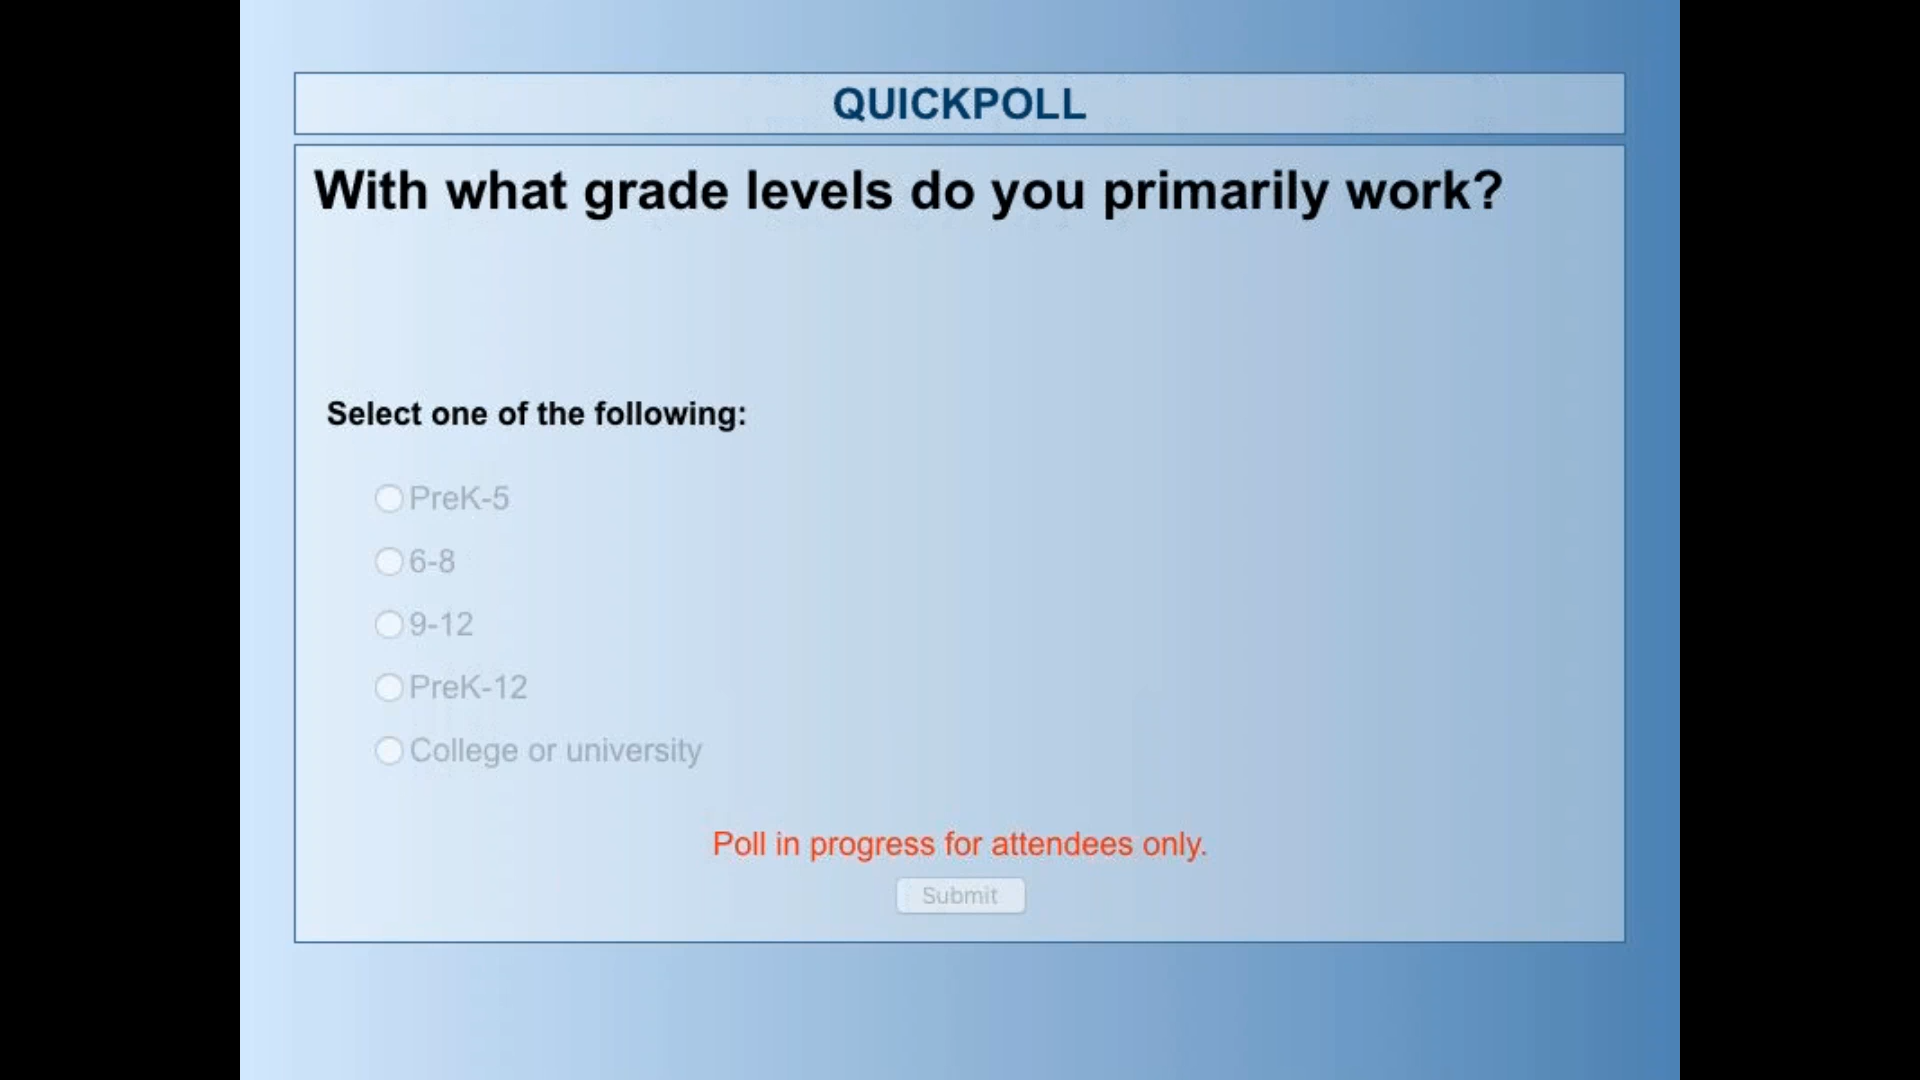 QUICKPOLL
With what grade levels do you primarily work?
Select one of the following:
PreK-5
6-8
9-12
PreK-12
College or university
Poll in progress for attendees only.
Submit